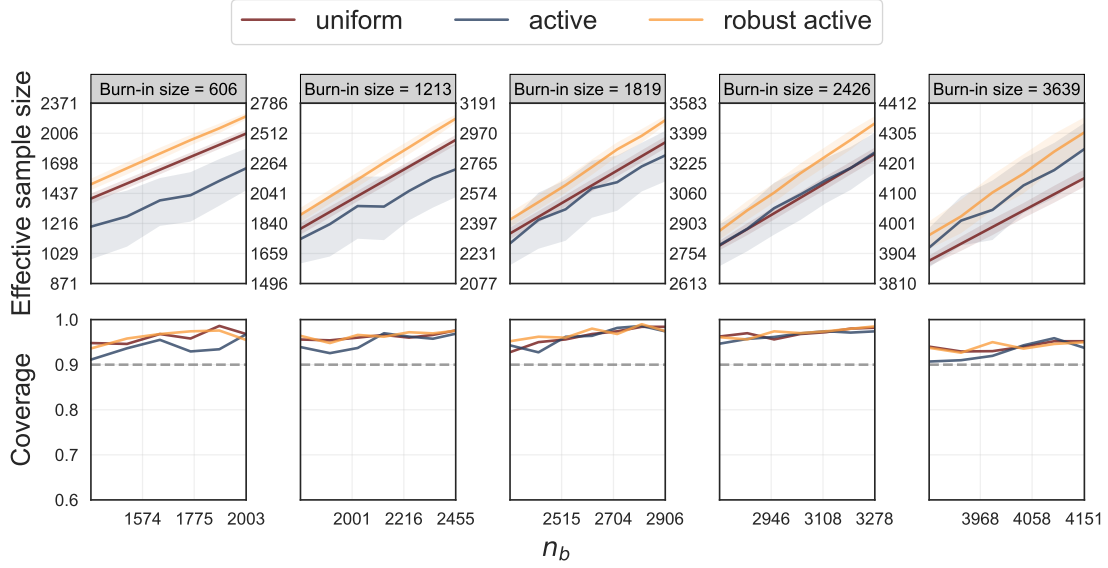 uniform active robust active
Effective sample size
Burn-in size = 606
2371
2006
1698
1437
1216
1029
871
Burn-in size = 1213
2786
2512
2264
2041
1840
1659
1496
Burn-in size = 1819
3191
2970
2765
2574
2397
2231
2077
Burn-in size = 2426
3583
3399
3225
3060
2903
2754
2613
Burn-in size = 3639
4412
4305
4201
4100
4001
3904
3810
Coverage
1.0
0.9
0.8
0.7
0.6
1574 1775 2003
2001 2216 2455
2515 2704 2906
2946 3108 3278
3968 4058 4151
n_b